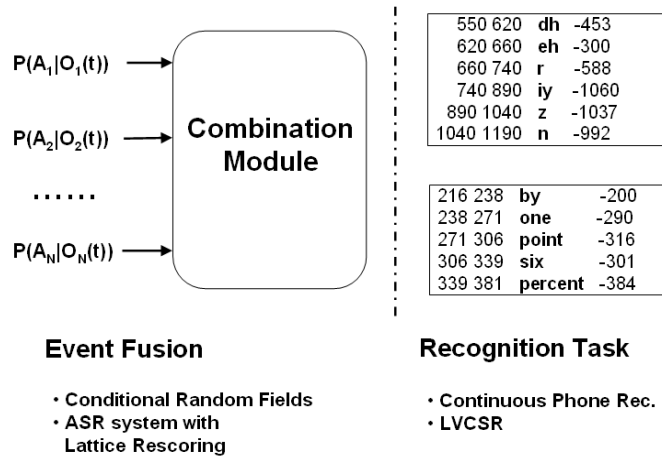 P(A1|O1(t))
P(A2|O2(t))
......
P(AN|ON(t))
Combination
Module
550 620 dh -453
620 660 eh -300
660 740 r -588
740 890 iy -1060
890 1040 z -1037
1040 1190 n -992
216 238 by -200
238 271 one -290
271 306 point -316
306 339 six -301
339 381 percent -384
Event Fusion
· Conditional Random Fields
· ASR system with
Lattice Rescoring
Recognition Task
· Continuous Phone Rec.
· LVCSR